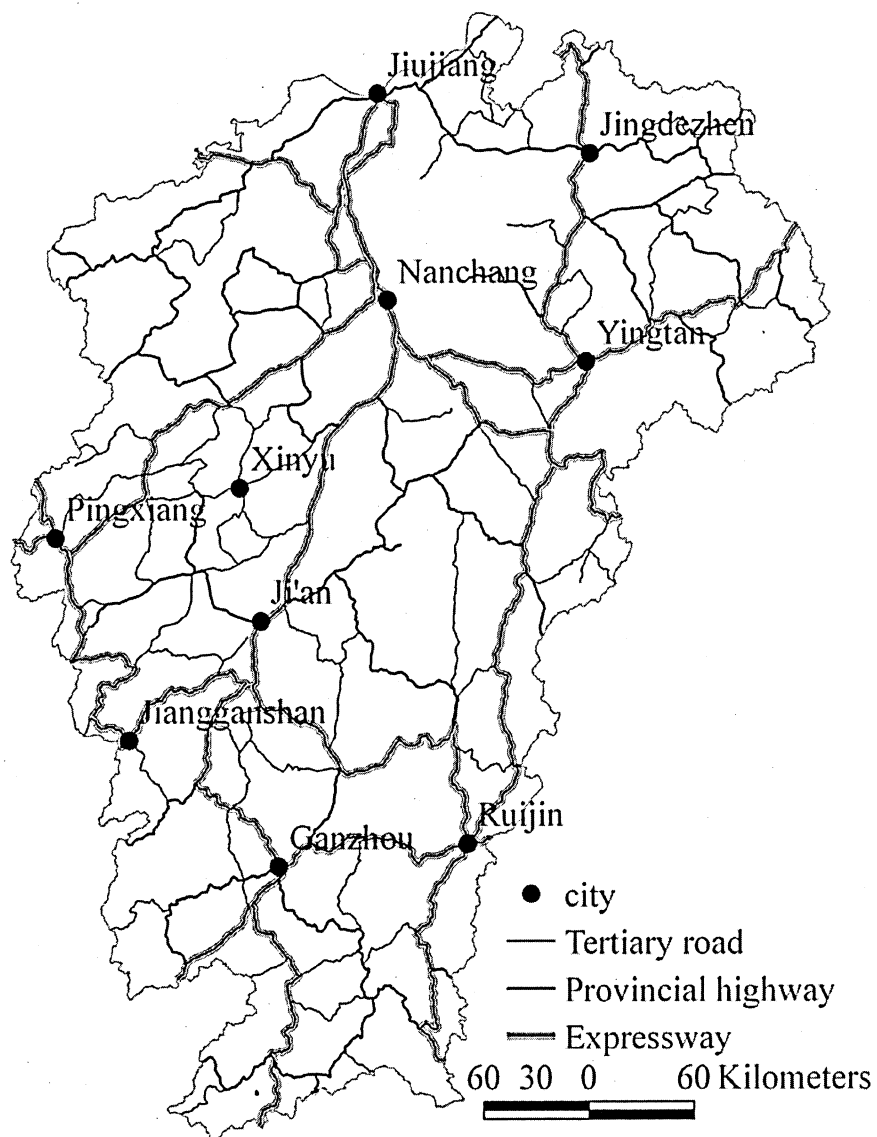 Jiujiang
Jingdezhen
Nanchang
Yingtan
Xinyu
Pingxiang
Ji'an
Jiangganshan
Ruijin
Ganzhou
city
Tertiary road
Provincial highway
Expressway
60 30 0 60 Kilometers